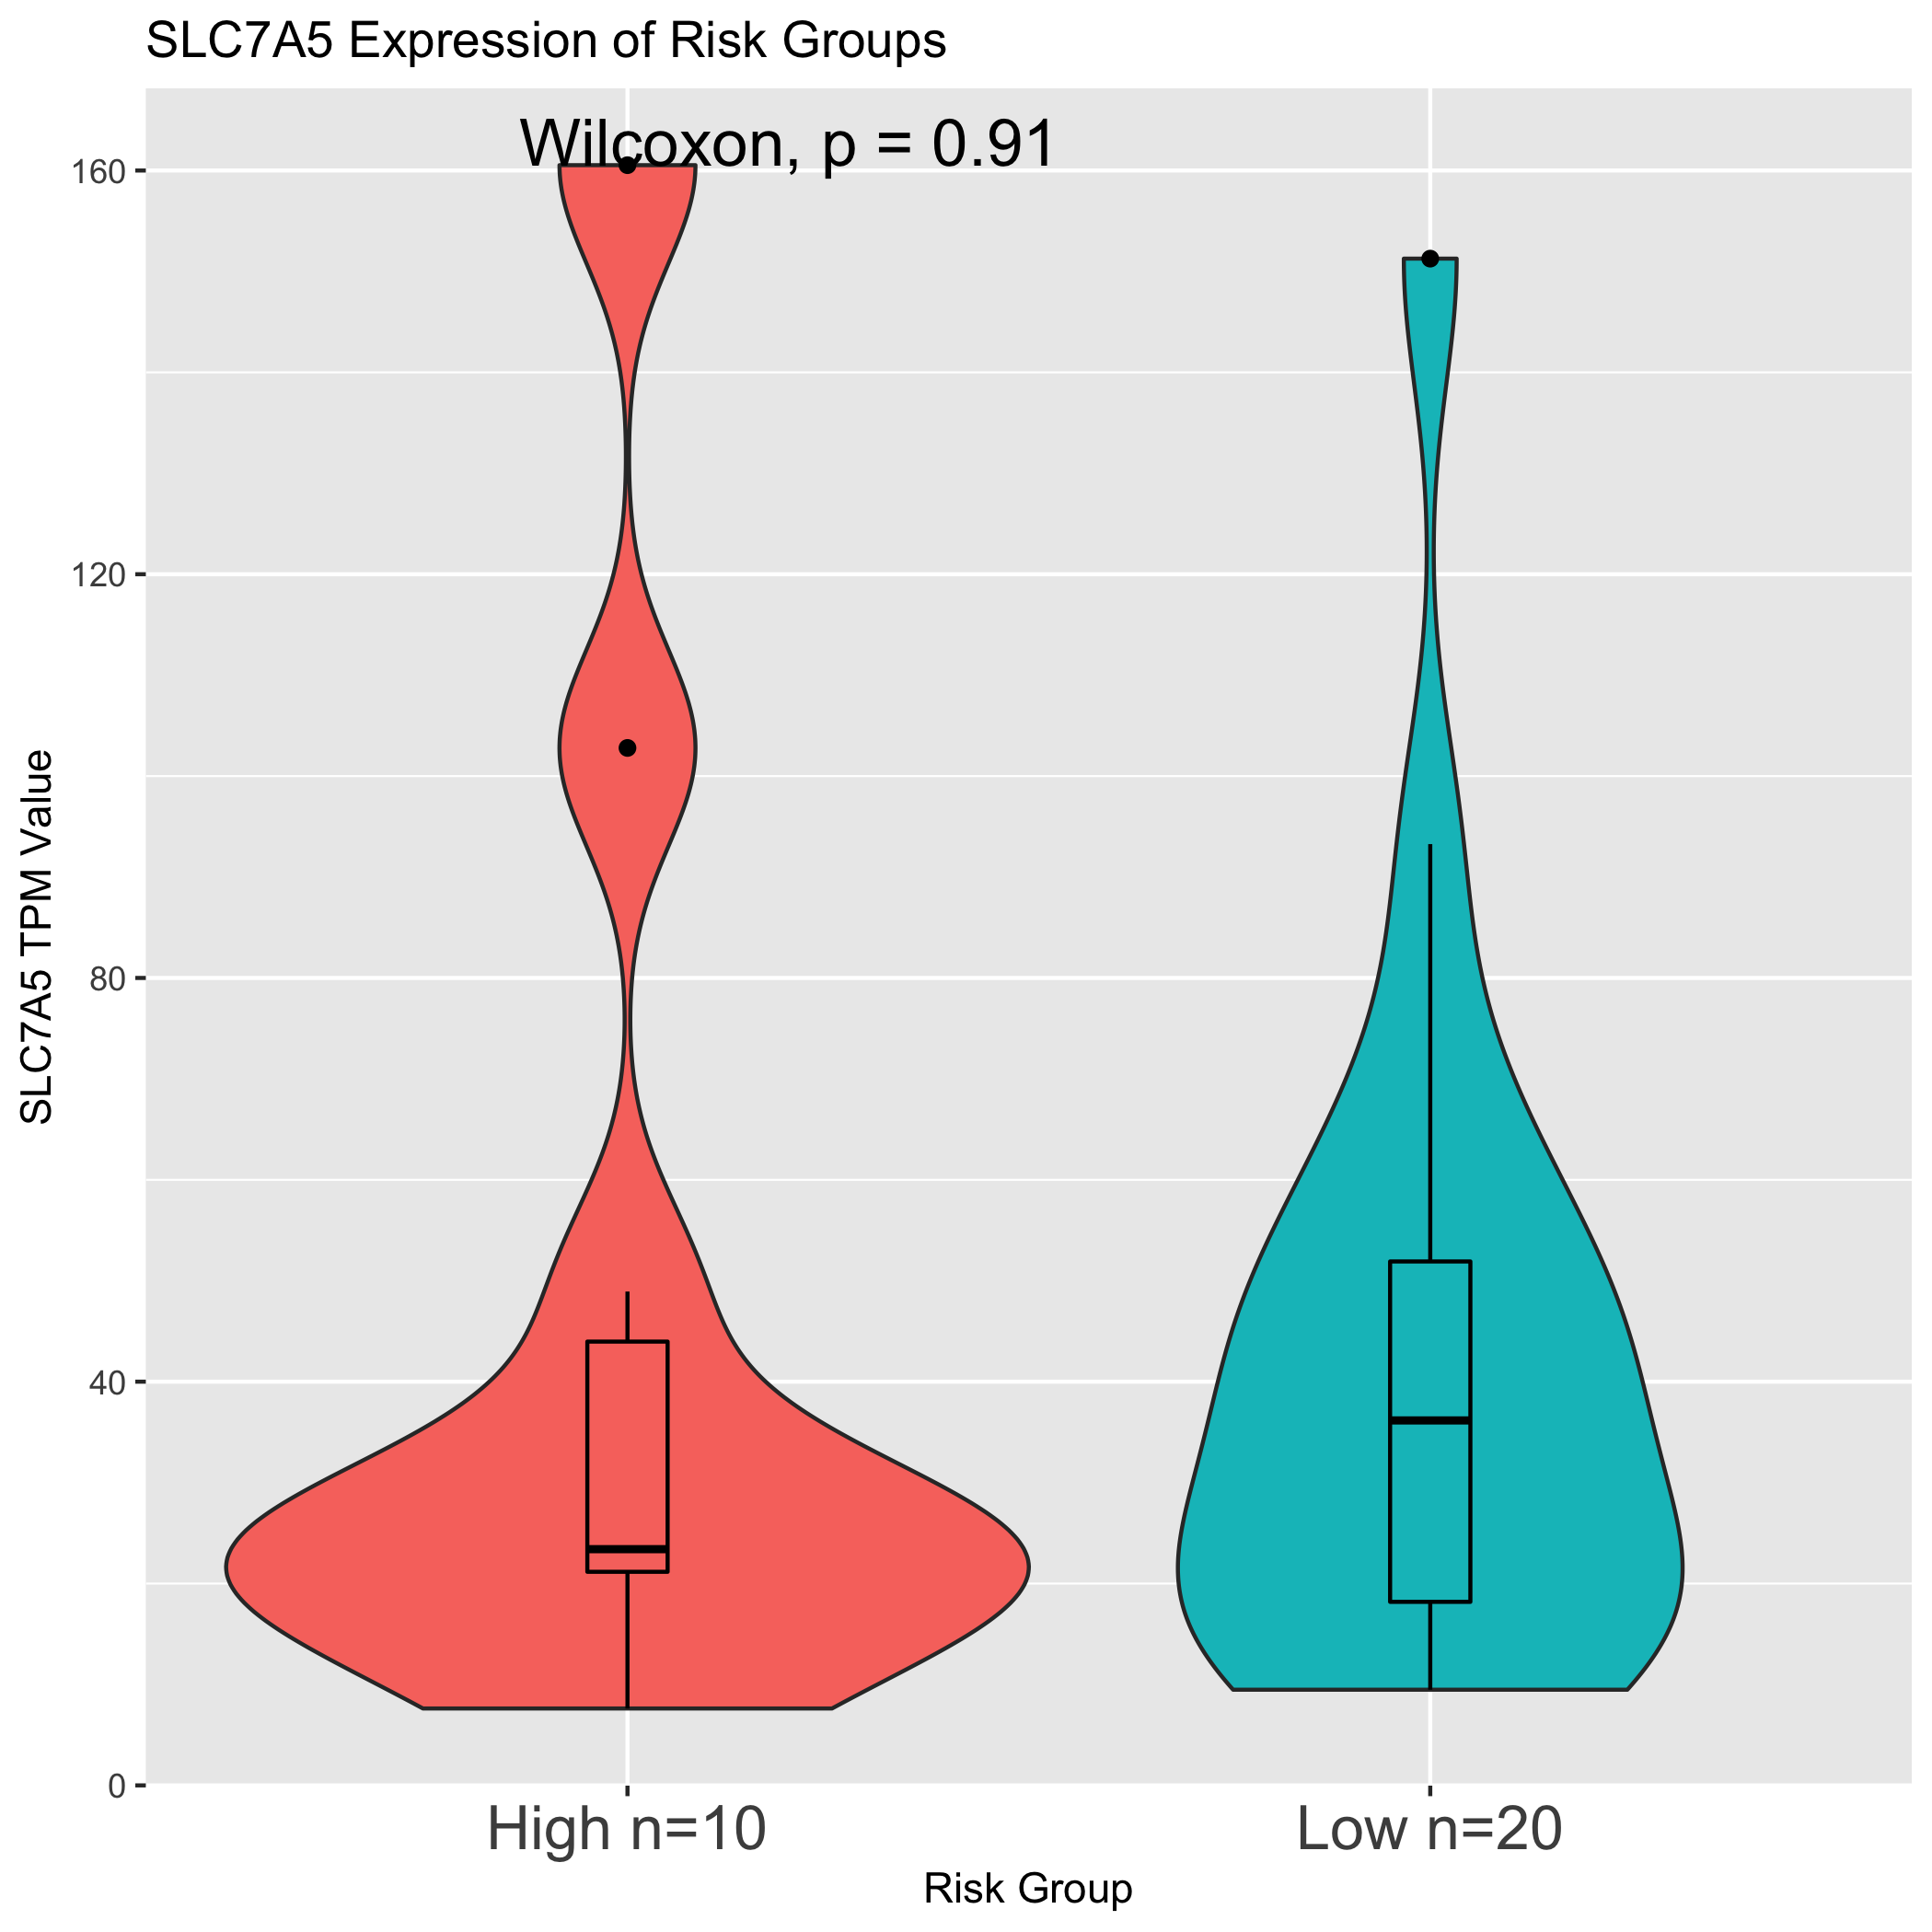 SLC7A5 Expression of Risk Groups
Wilcoxon, p = 0.91
160
120
80
40
0
SLC7A5 TPM Value
High n=10
Low n=20
Risk Group